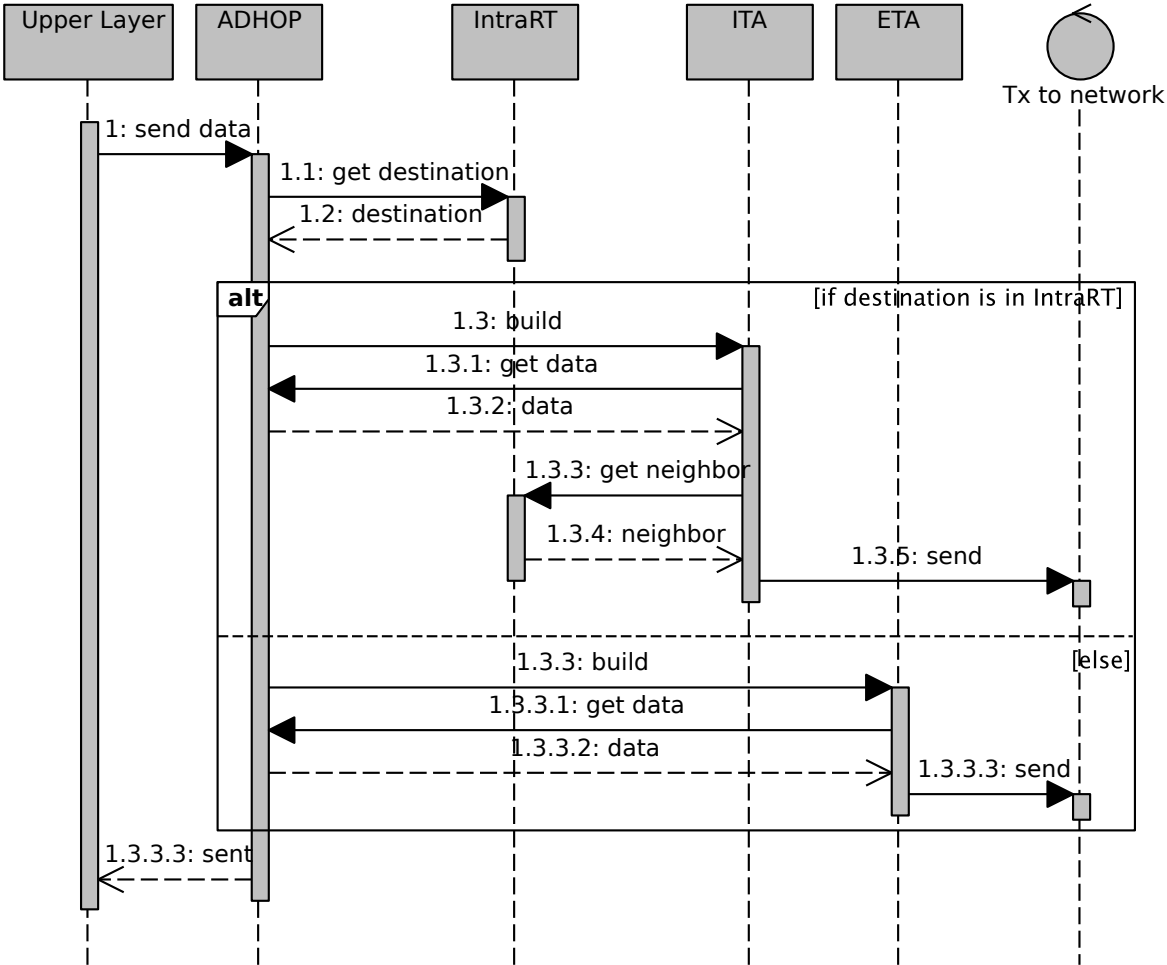 Upper Layer
ADHOP
IntraRT
ITA
ETA
Tx to network
1: send data
1.1: get destination
1.2: destination
alt
[if destination is in IntraRT]
1.3: build
1.3.1: get data
1.3.2: data
1.3.3: get neighbor
1.3.4: neighbor
1.3.5: send
[else]
1.3.3: build
1.3.3.1: get data
1.3.3.2: data
1.3.3.3: send
1.3.3.3: sent